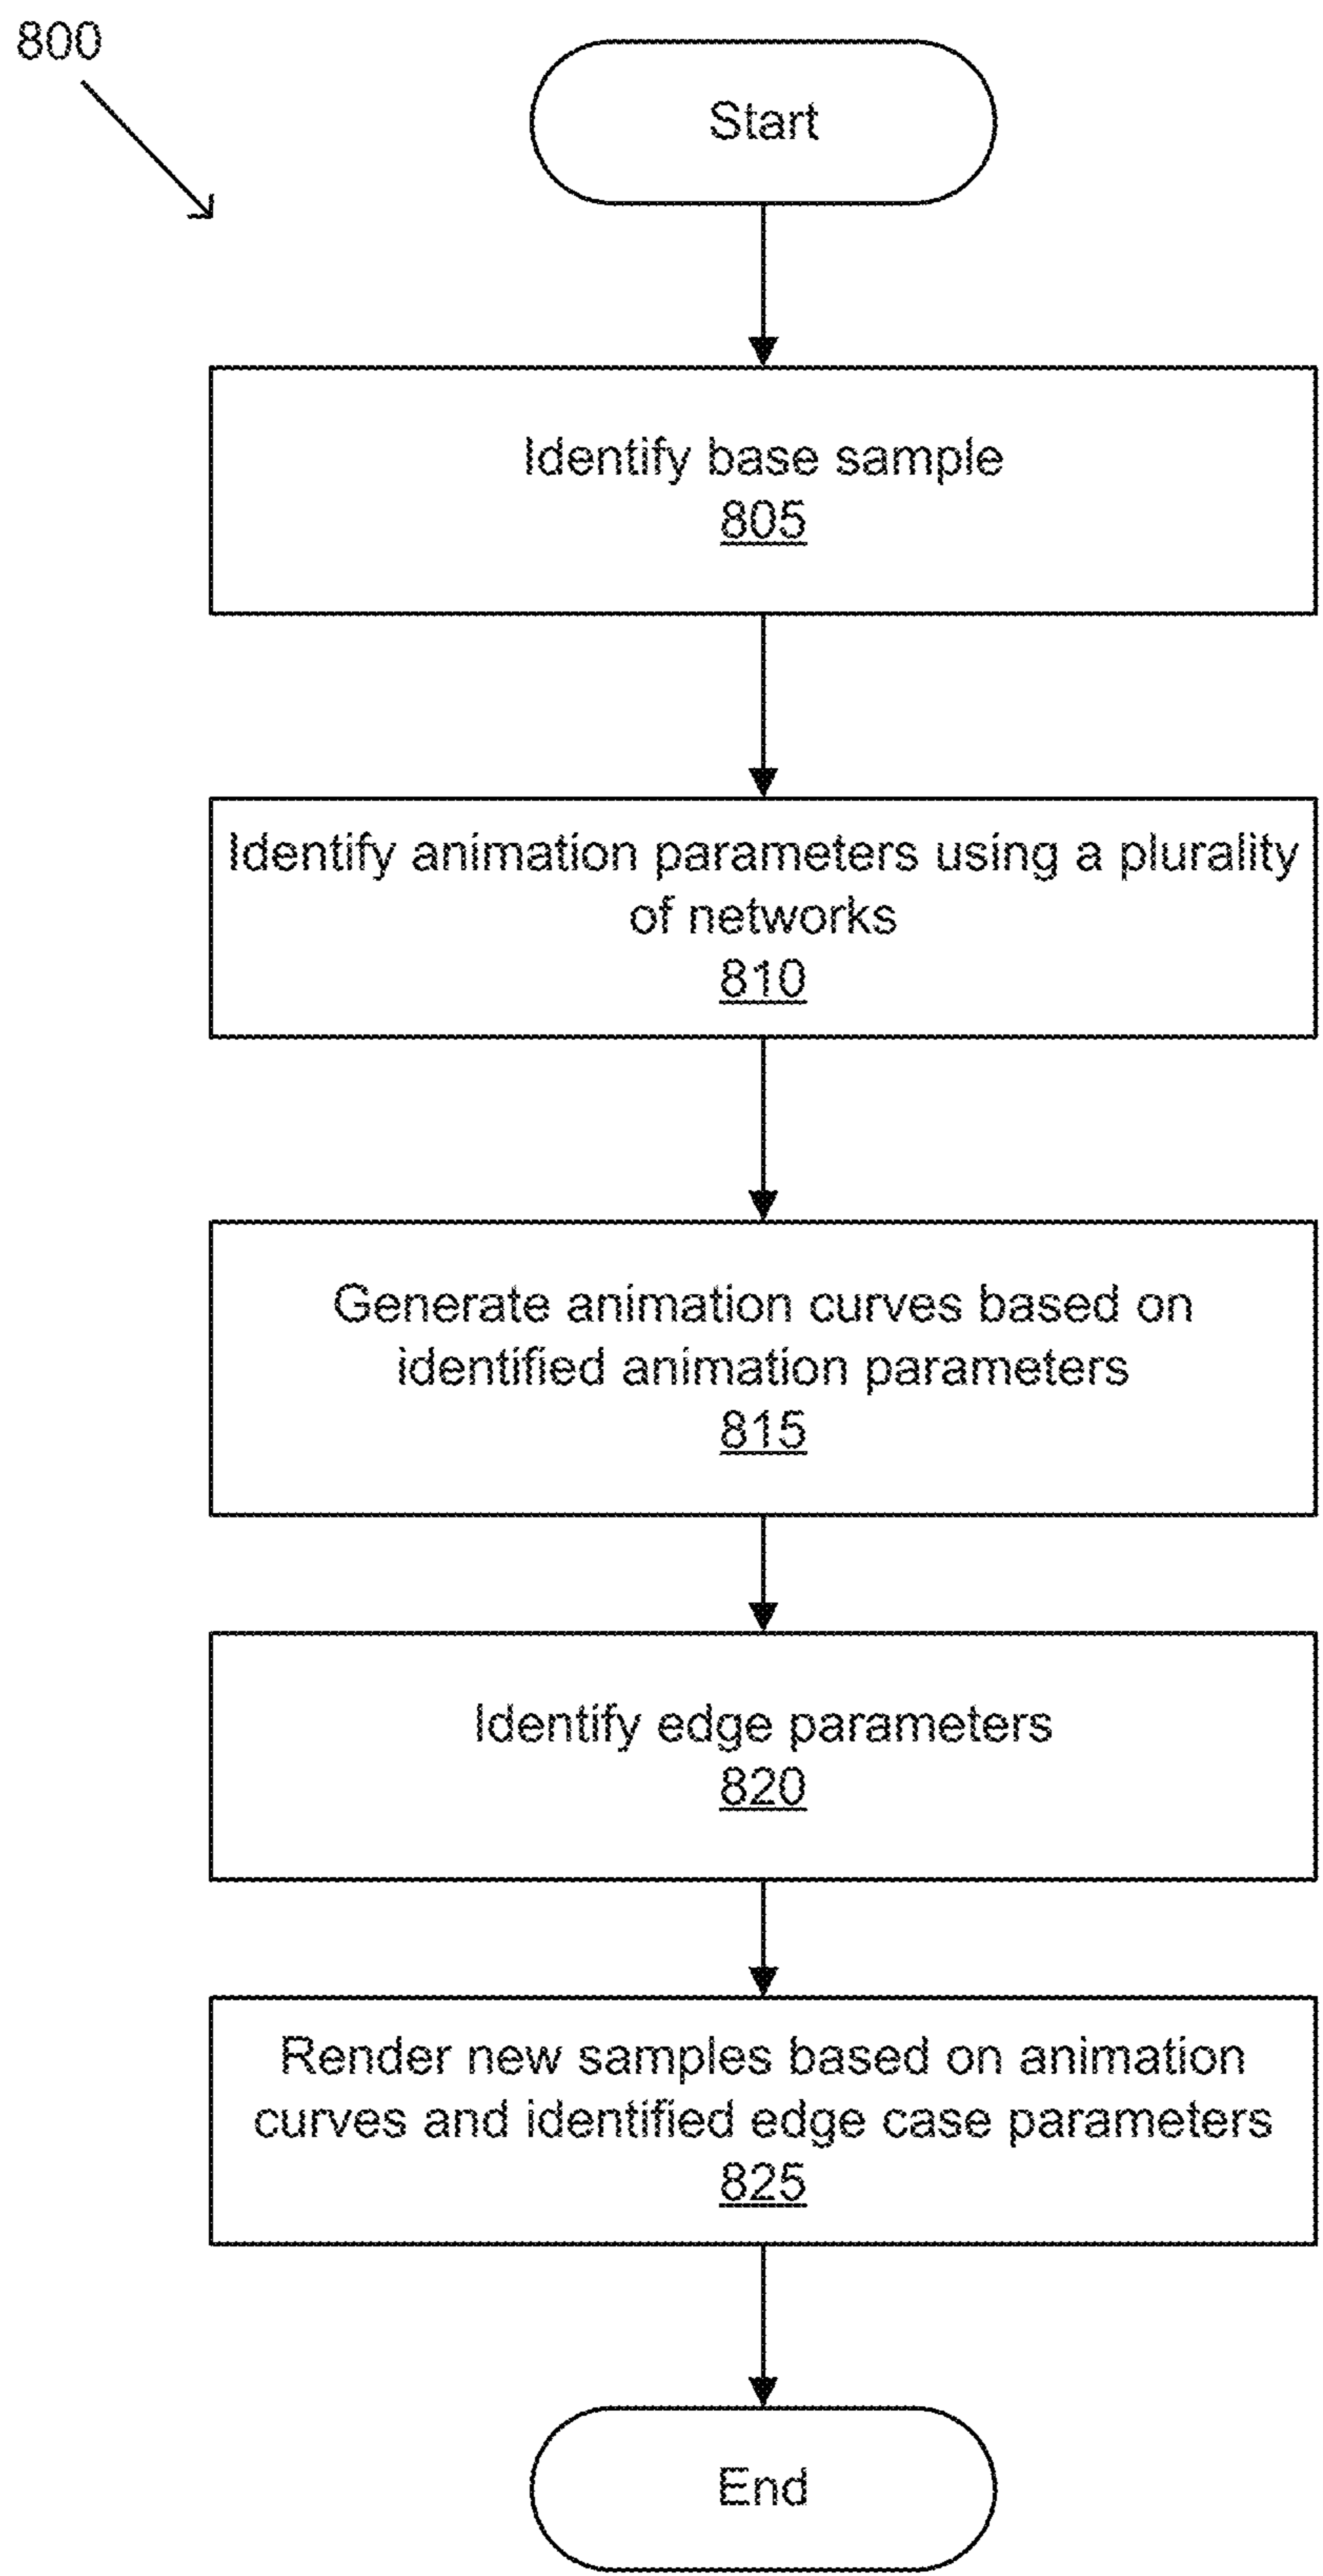 800
Start
Identify base sample
805
Identify animation parameters using a plurality
of networks
810
Generate animation curves based on
identified animation parameters
815
Identify edge parameters
820
Render new samples based on animation
curves and identified edge case parameters
825
End